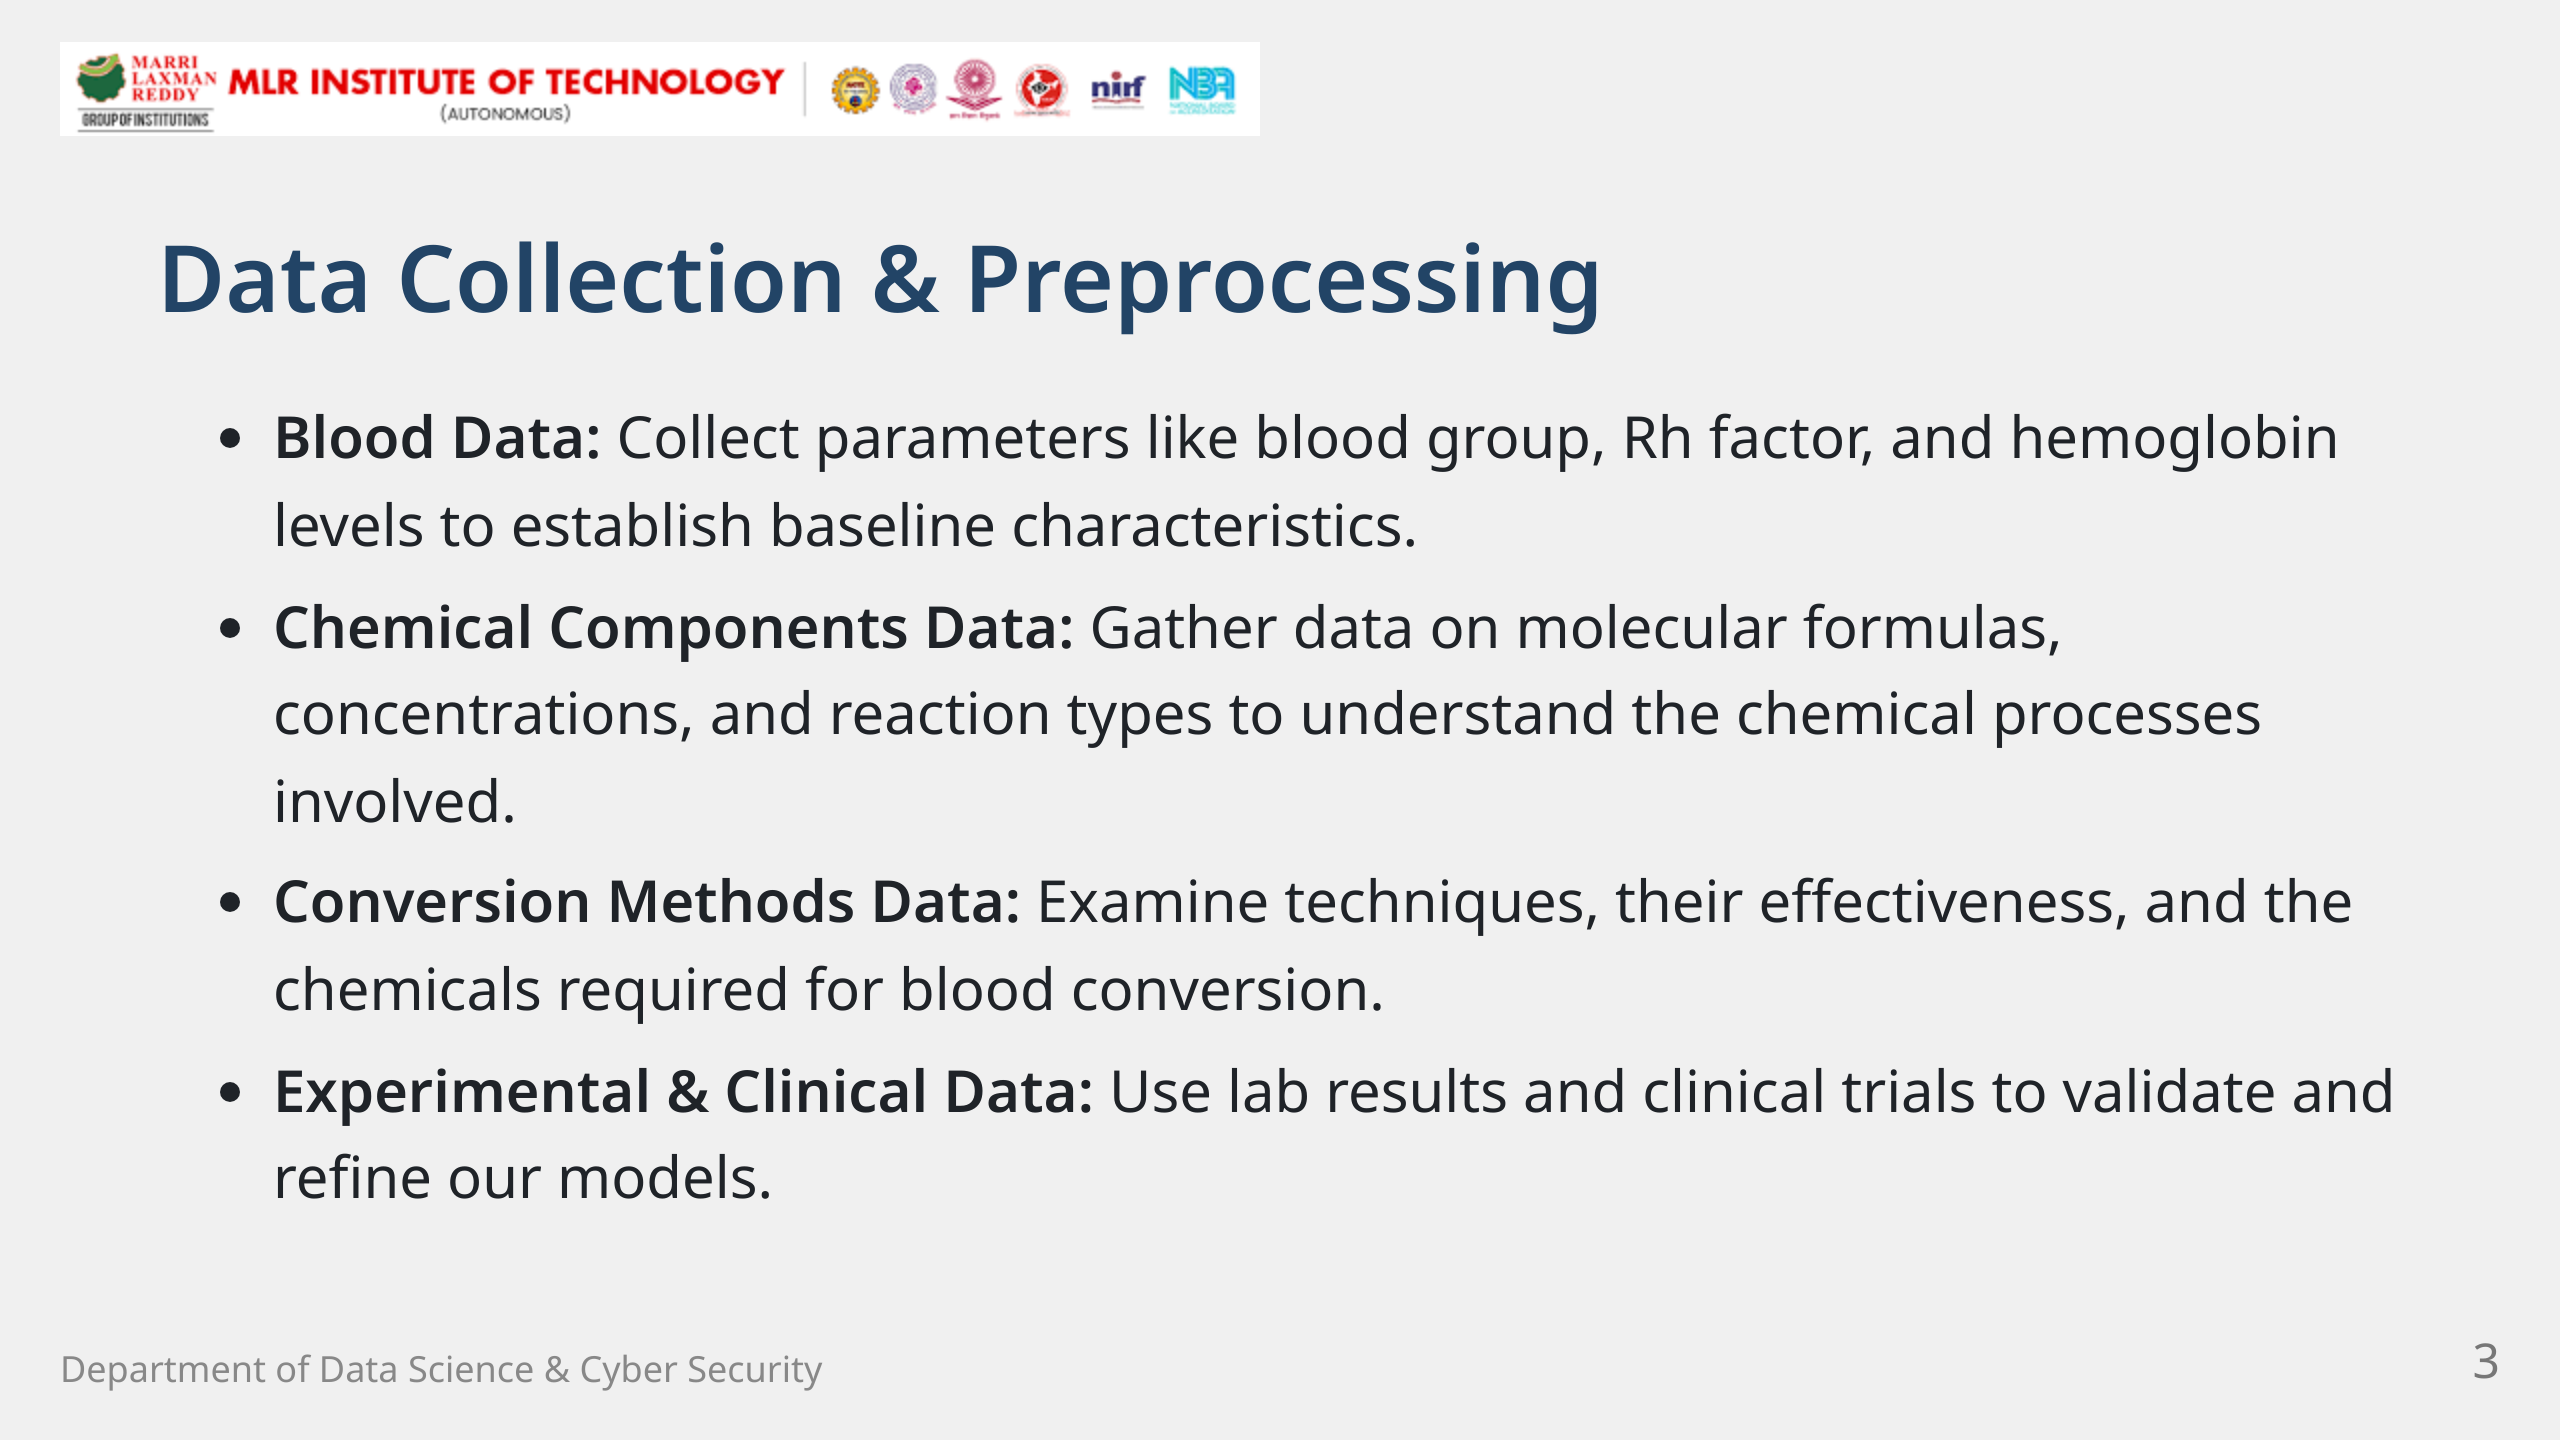 MARRI
LAXMAN
REDDY
GROUP OF INSTITUTIONS
MLR INSTITUTE OF TECHNOLOGY
(AUTONOMOUS)
nirf
NBA
NATIONAL BOARD
Data Collection & Preprocessing
• Blood Data: Collect parameters like blood group, Rh factor, and hemoglobin
levels to establish baseline characteristics.
• Chemical Components Data: Gather data on molecular formulas,
concentrations, and reaction types to understand the chemical processes
involved.
• Conversion Methods Data: Examine techniques, their effectiveness, and the
chemicals required for blood conversion.
• Experimental & Clinical Data: Use lab results and clinical trials to validate and
refine our models.
Department of Data Science & Cyber Security
3